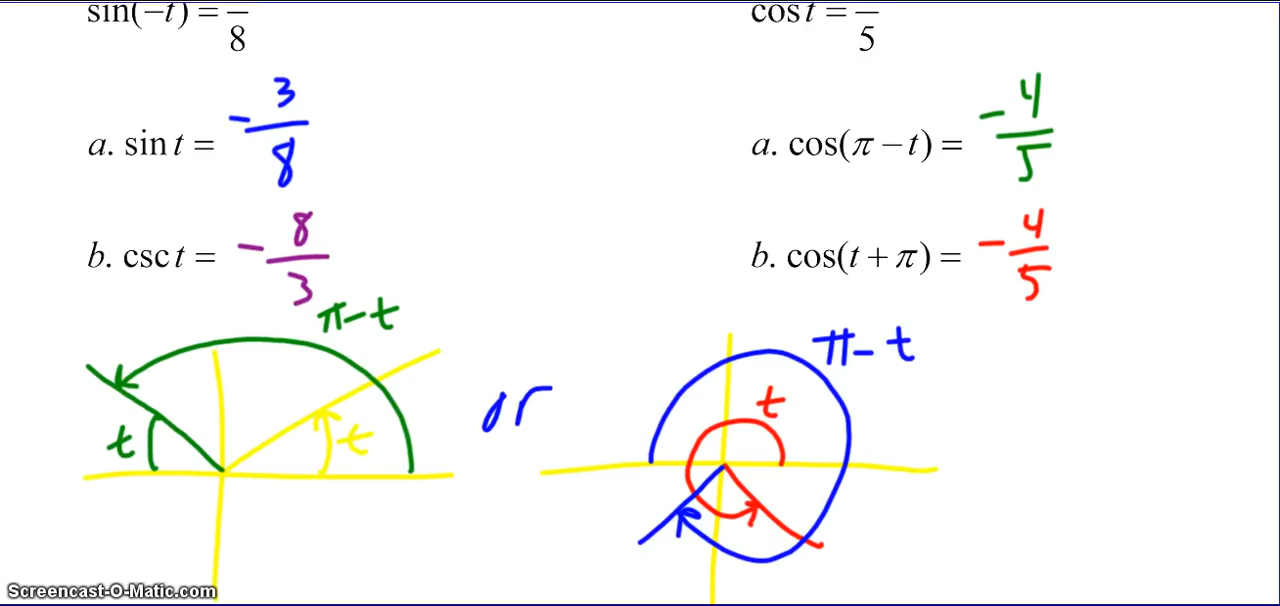 sin(−t) = /8
cos t = /5
a. sin t = −3/8
a. cos(π − t) = −4/5
b. csc t = −8/3
b. cos(t + π) = −4/5
π−t
π−t
t
t
t
or
Screencast-O-Matic.com